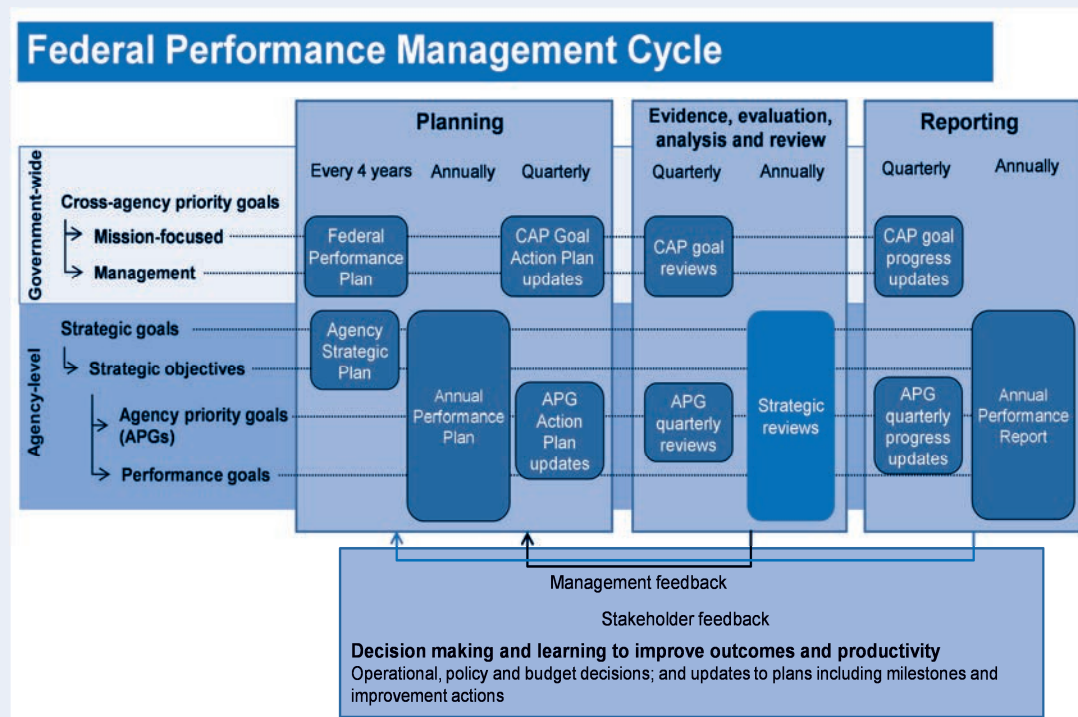 Federal Performance Management Cycle
Planning
Evidence, evaluation,
analysis and review
Reporting
Every 4 years
Annually
Quarterly
Quarterly
Annually
Quarterly
Annually
Government-wide
Cross-agency priority goals
Mission-focused
Management
Federal
Performance
Plan
CAP Goal
Action Plan
updates
CAP goal
reviews
CAP goal
progress
updates
Agency-level
Strategic goals
Strategic objectives
Agency priority goals
(APGs)
Performance goals
Agency
Strategic
Plan
Annual
Performance
Plan
APG
Action
Plan
updates
APG
quarterly
reviews
Strategic
reviews
APG
quarterly
progress
updates
Annual
Performance
Report
Management feedback
Stakeholder feedback
Decision making and learning to improve outcomes and productivity
Operational, policy and budget decisions; and updates to plans including milestones and
improvement actions